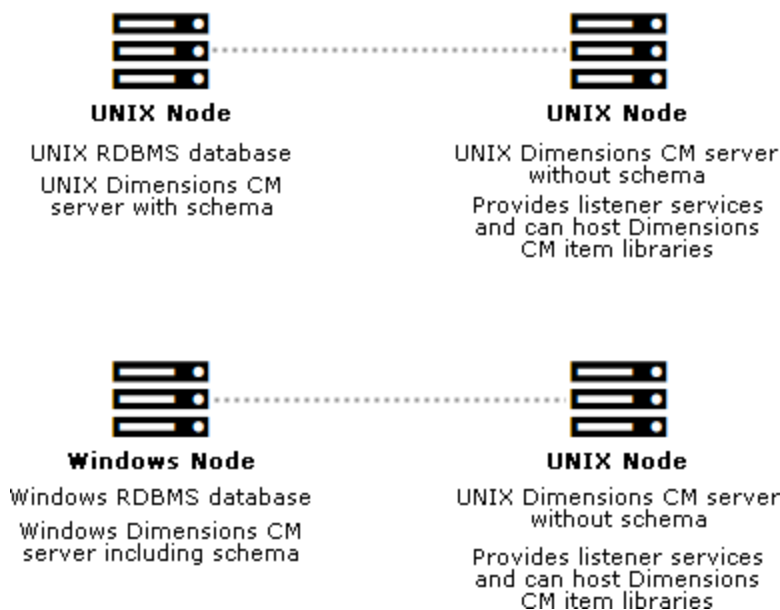 UNIX Node
UNIX RDBMS database
UNIX Dimensions CM
server with schema
UNIX Node
UNIX Dimensions CM server
without schema
Provides listener services
and can host Dimensions
CM item libraries
Windows Node
Windows RDBMS database
Windows Dimensions CM
server including schema
UNIX Node
UNIX Dimensions CM server
without schema
Provides listener services
and can host Dimensions
CM item libraries